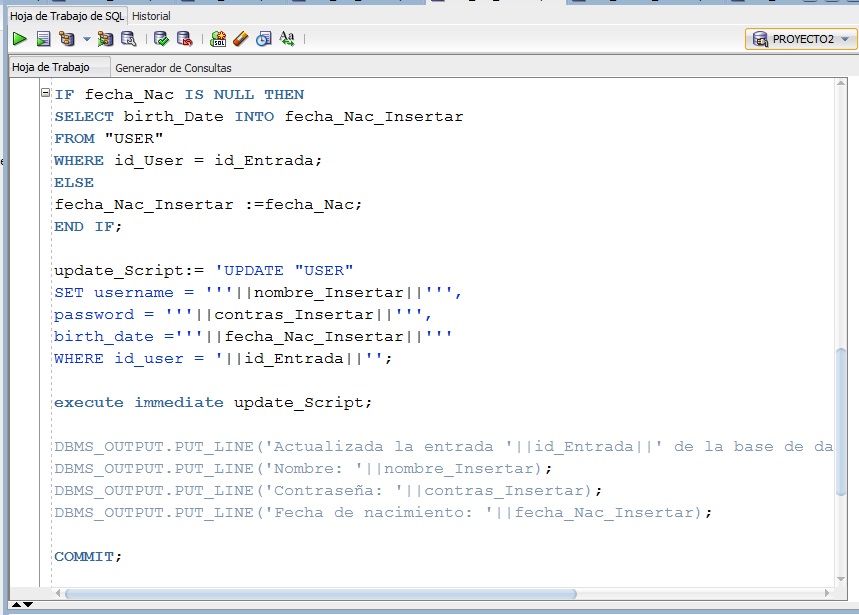 Hoja de Trabajo de SQL Historial
PROYECTO2
Hoja de Trabajo Generador de Consultas
IF fecha_Nac IS NULL THEN
SELECT birth_Date INTO fecha_Nac_Insertar
FROM "USER"
WHERE id_User = id_Entrada;
ELSE
fecha_Nac_Insertar :=fecha_Nac;
END IF;
update_Script:= 'UPDATE "USER"
SET username = '''||nombre_Insertar||''',
password = '''||contras_Insertar||''',
birth_date ='''||fecha_Nac_Insertar||'''
WHERE id_user = '||id_Entrada||'';
execute immediate update_Script;
DBMS_OUTPUT.PUT_LINE('Actualizada la entrada '||id_Entrada||' de la base de da
DBMS_OUTPUT.PUT_LINE('Nombre: '||nombre_Insertar);
DBMS_OUTPUT.PUT_LINE('Contraseña: '||contras_Insertar);
DBMS_OUTPUT.PUT_LINE('Fecha de nacimiento: '||fecha_Nac_Insertar);
COMMIT;